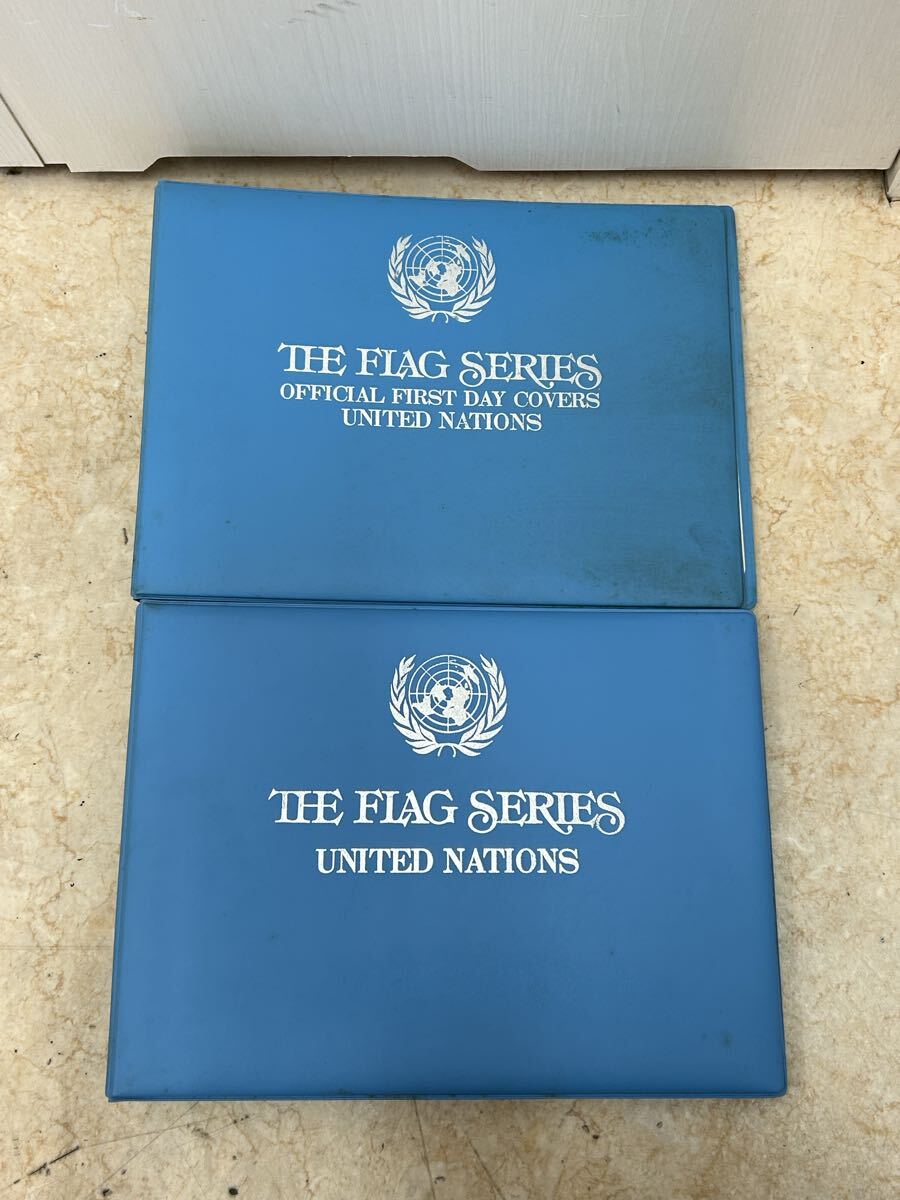 THE FLAG SERIES
OFFICIAL FIRST DAY COVERS
UNITED NATIONS
THE FLAG SERIES
UNITED NATIONS